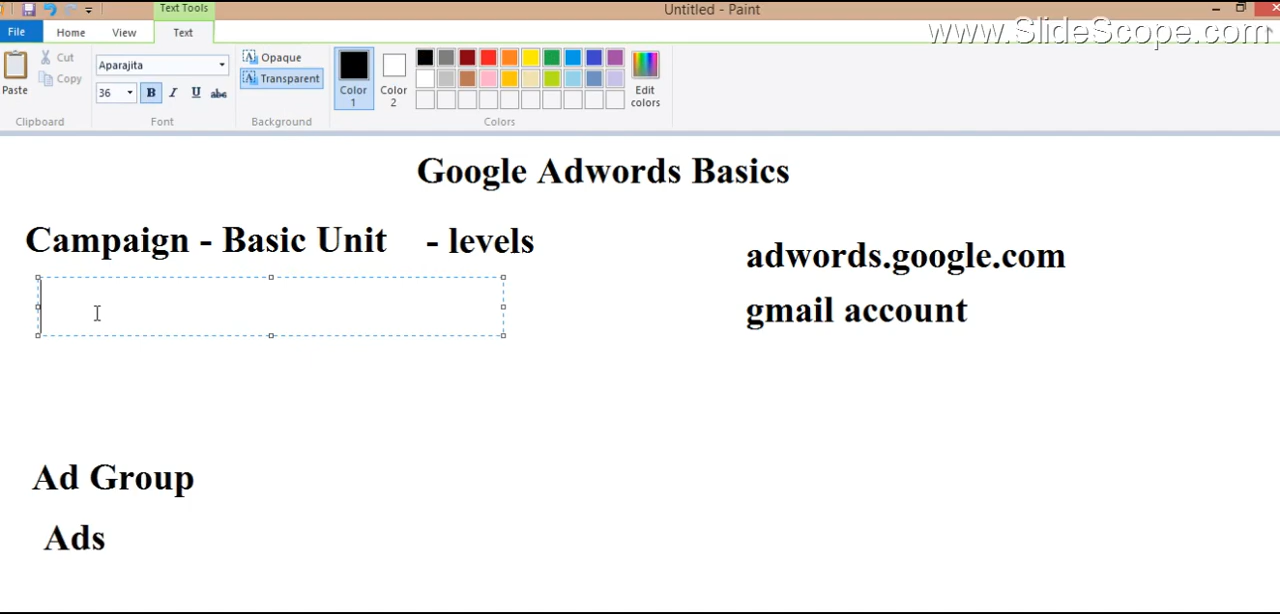 Text Tools
Untitled - Paint
www.SlideScope.com
File
Home
View
Text
Paste
Cut
Copy
Clipboard
Aparajita
36
B
I
U
abc
Font
Opaque
Transparent
Background
Color 1
Color 2
Edit colors
Colors
Google Adwords Basics
Campaign - Basic Unit - levels
adwords.google.com
gmail account
Ad Group
Ads